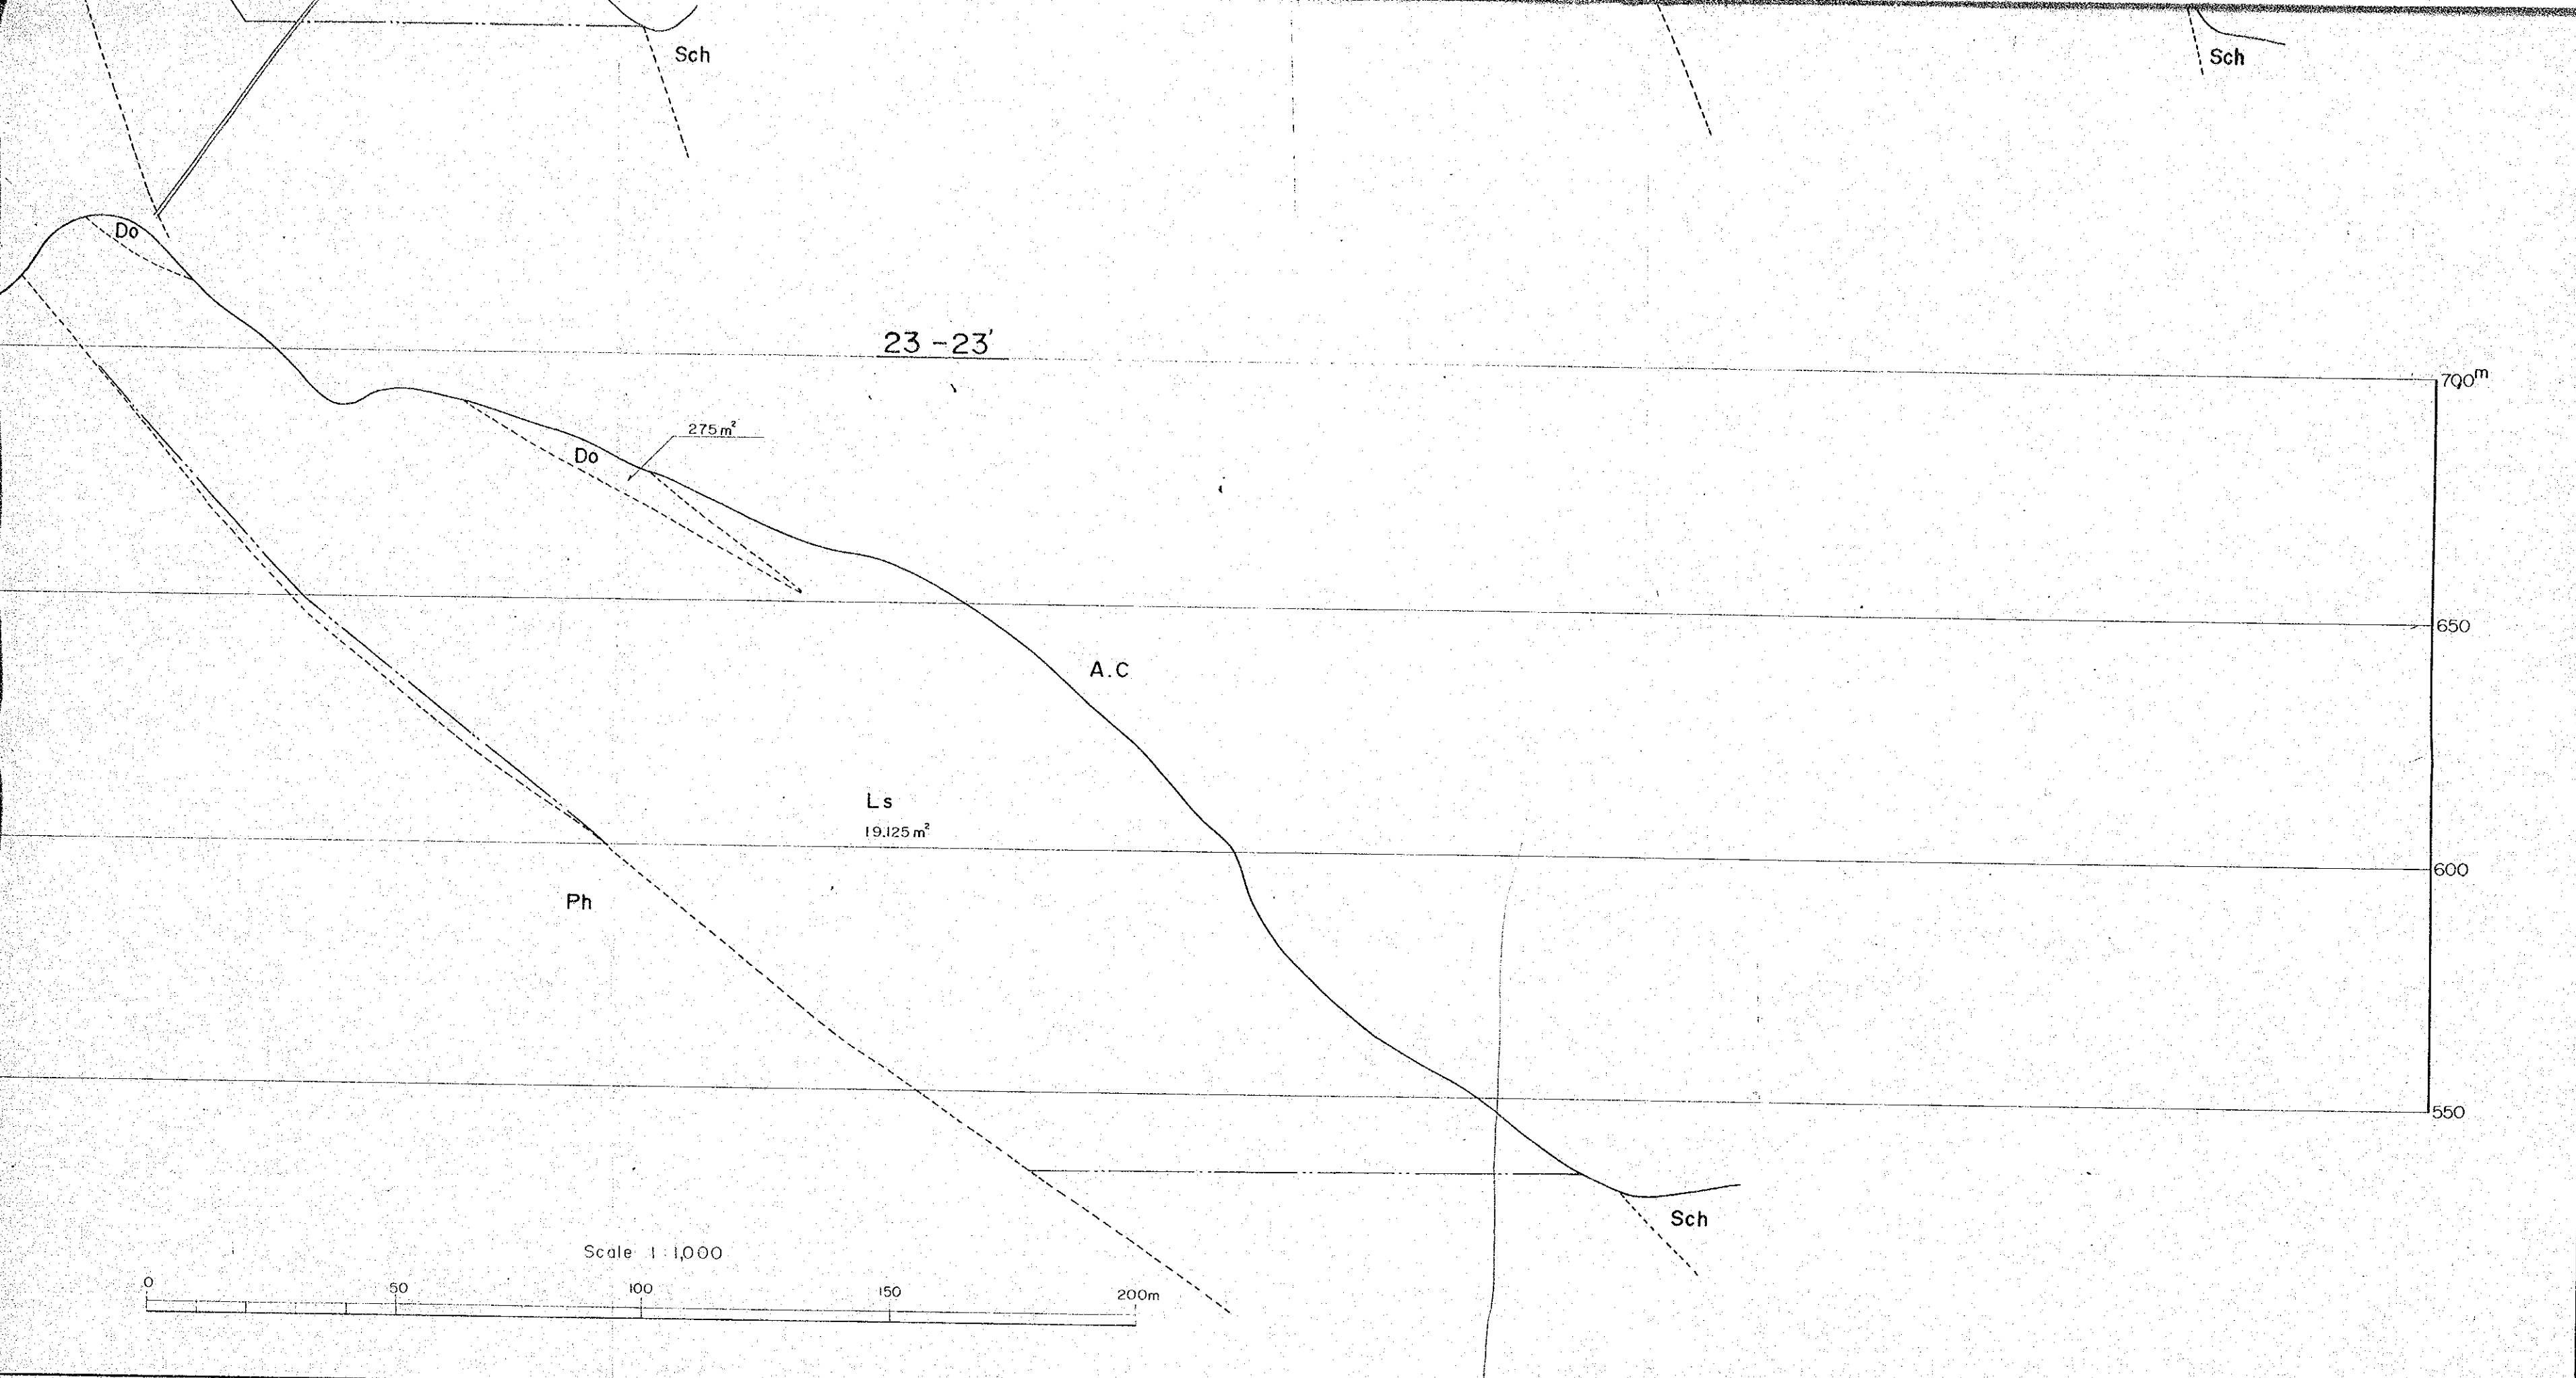 Sch
Sch
Do
23-23'
700m
275m²
Do
650
A.C
Ls
19.125m²
600
Ph
550
Sch
Scale 1:1,000
0 50 100 150 200m